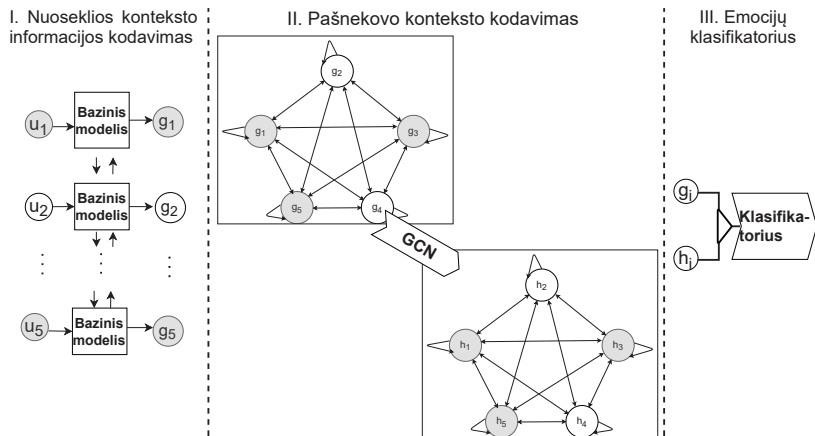 I. Nuoseklios konteksto
informacijos kodavimas
u1
Bazinis
modelis
g1
u2
Bazinis
modelis
g2
u5
Bazinis
modelis
g5
II. Pašnekovo konteksto kodavimas
g2
g1
g3
g5
g4
GCN
h2
h1
h3
h5
h4
III. Emocijų
klasifikatorius
gi
hi
Klasifika-
torius